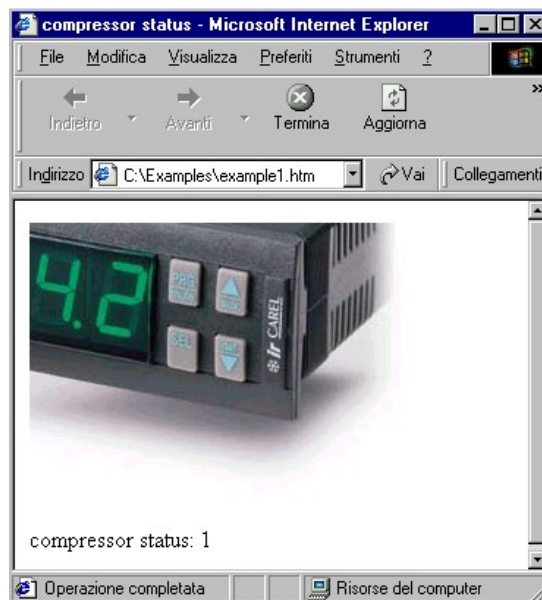 compressor status - Microsoft Internet Explorer
File Modifica Visualizza Preferiti Strumenti ?
Indietro Avanti Termina Aggiorna »
Indirizzo C:\Examples\example1.htm Vai Collegamenti
4.2
PRG
SEL
ir CAREL
compressor status: 1
Operazione completata Risorse del computer